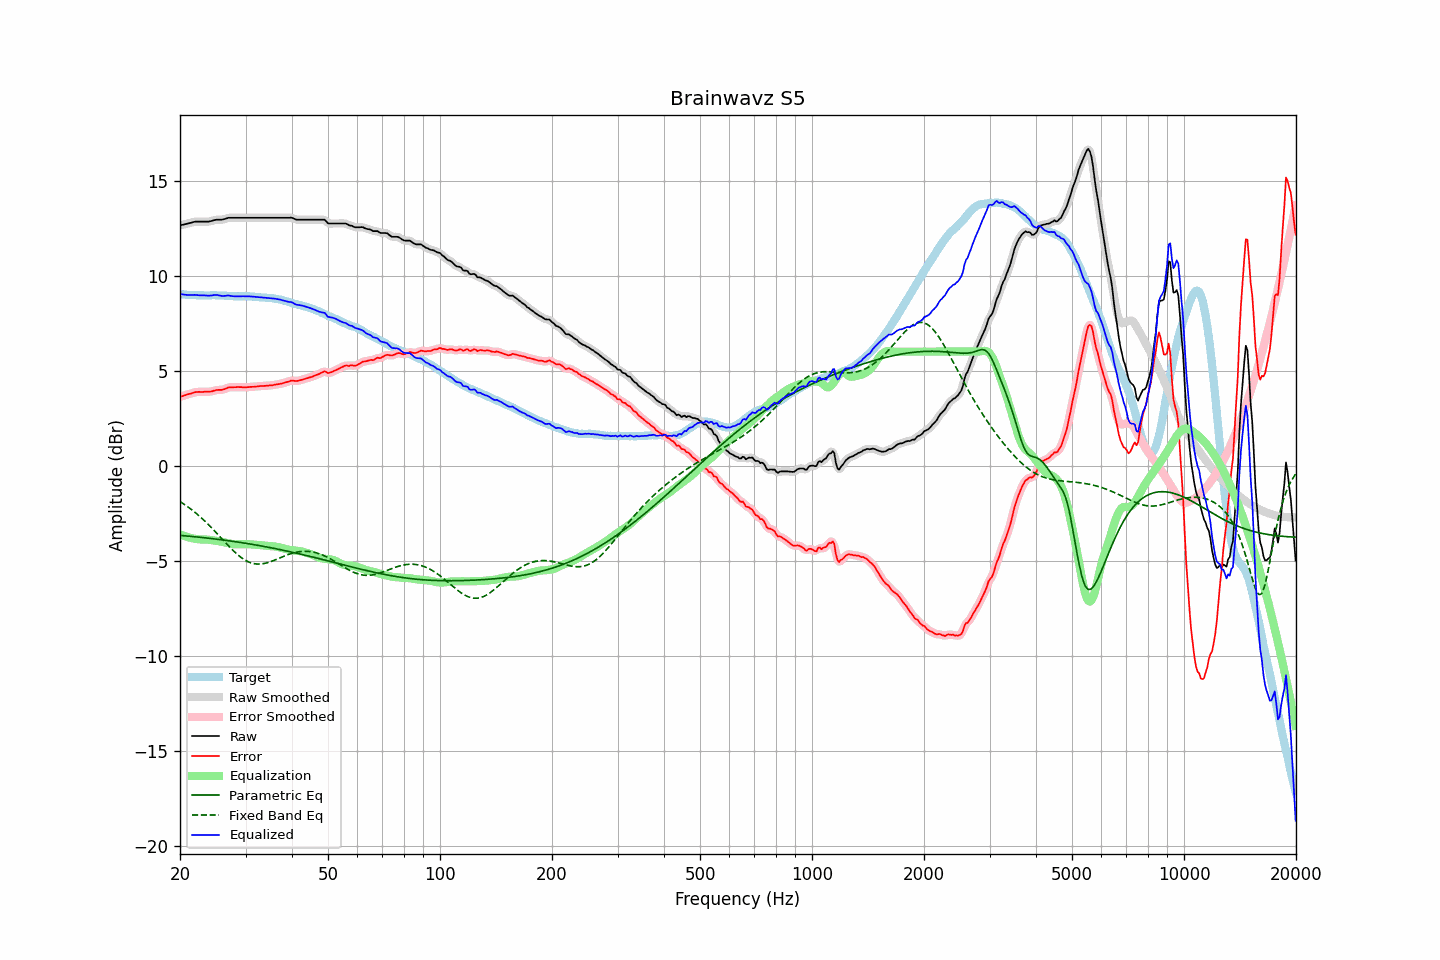 Brainwavz S5
Amplitude (dBr)
15
10
5
0
−5
−10
−15
−20
Target
Raw Smoothed
Error Smoothed
Raw
Error
Equalization
Parametric Eq
Fixed Band Eq
Equalized
20 50 100 200 500 1000 2000 5000 10000 20000
Frequency (Hz)